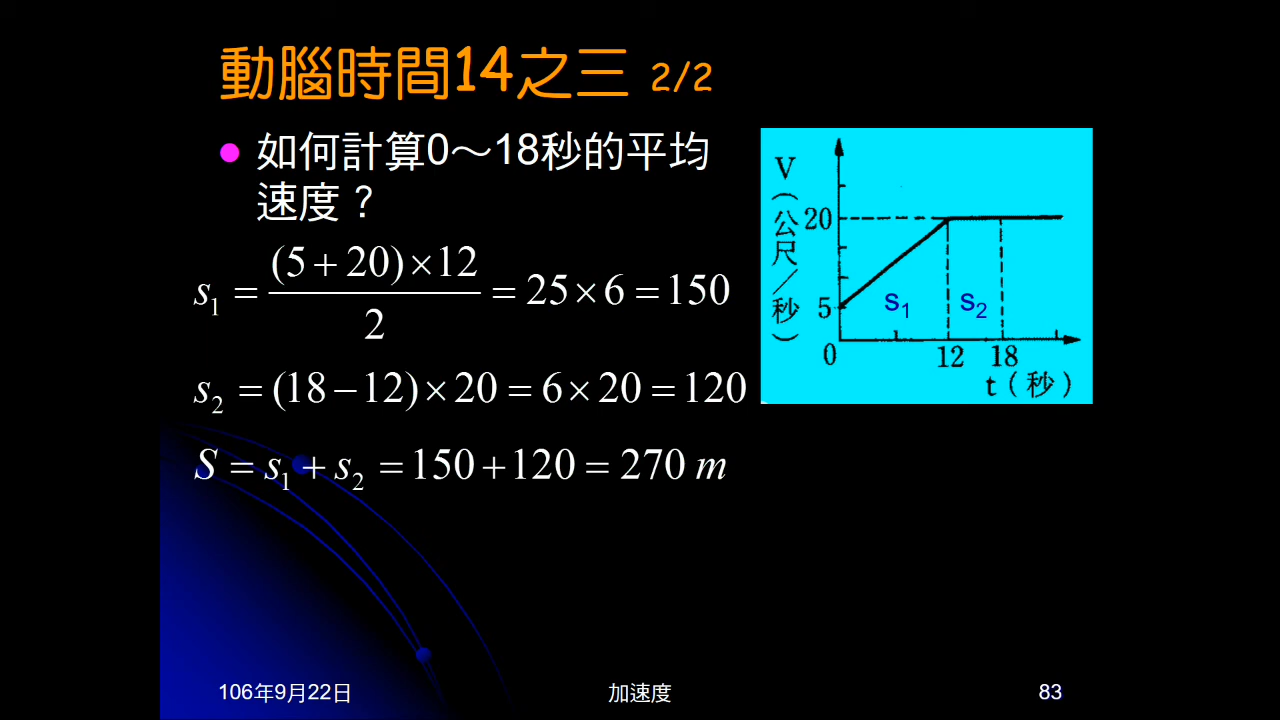 動腦時間14之三 2/2
如何計算0～18秒的平均
速度？
s₁ = (5+20)×12 / 2 = 25×6 = 150
s₂ = (18−12)×20 = 6×20 = 120
S = s₁ + s₂ = 150+120 = 270 m
V（公尺／秒）
20
5
s₁ s₂
0 12 18
t（秒）
106年9月22日 加速度 83